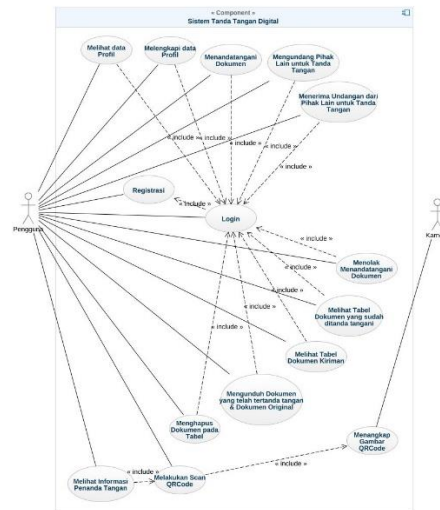 « Component »
Sistem Tanda Tangan Digital
Melihat data
Profil
Melengkapi data
Profil
Menandatangani
Dokumen
Mengundang Pihak
Lain untuk Tanda
Tangan
Menerima Undangan dari
Pihak Lain untuk Tanda
Tangan
« include »
« include »
« include »
« include »
« include »
Registrasi
« include »
Login
Pengguna
Kam
« include »
Menolak
Menandatangani
Dokumen
« include »
Melihat Tabel
Dokumen yang sudah
ditanda tangani
« include »
« include »
Melihat Tabel
Dokumen Kiriman
« include »
Mengunduh Dokumen
yang telah tertanda tangan
& Dokumen Original
Menghapus
Dokumen pada
Tabel
Menangkap
Gambar
QRCode
« include »
« include »
Melihat Informasi
Penanda Tangan
Melakukan Scan
QRCode